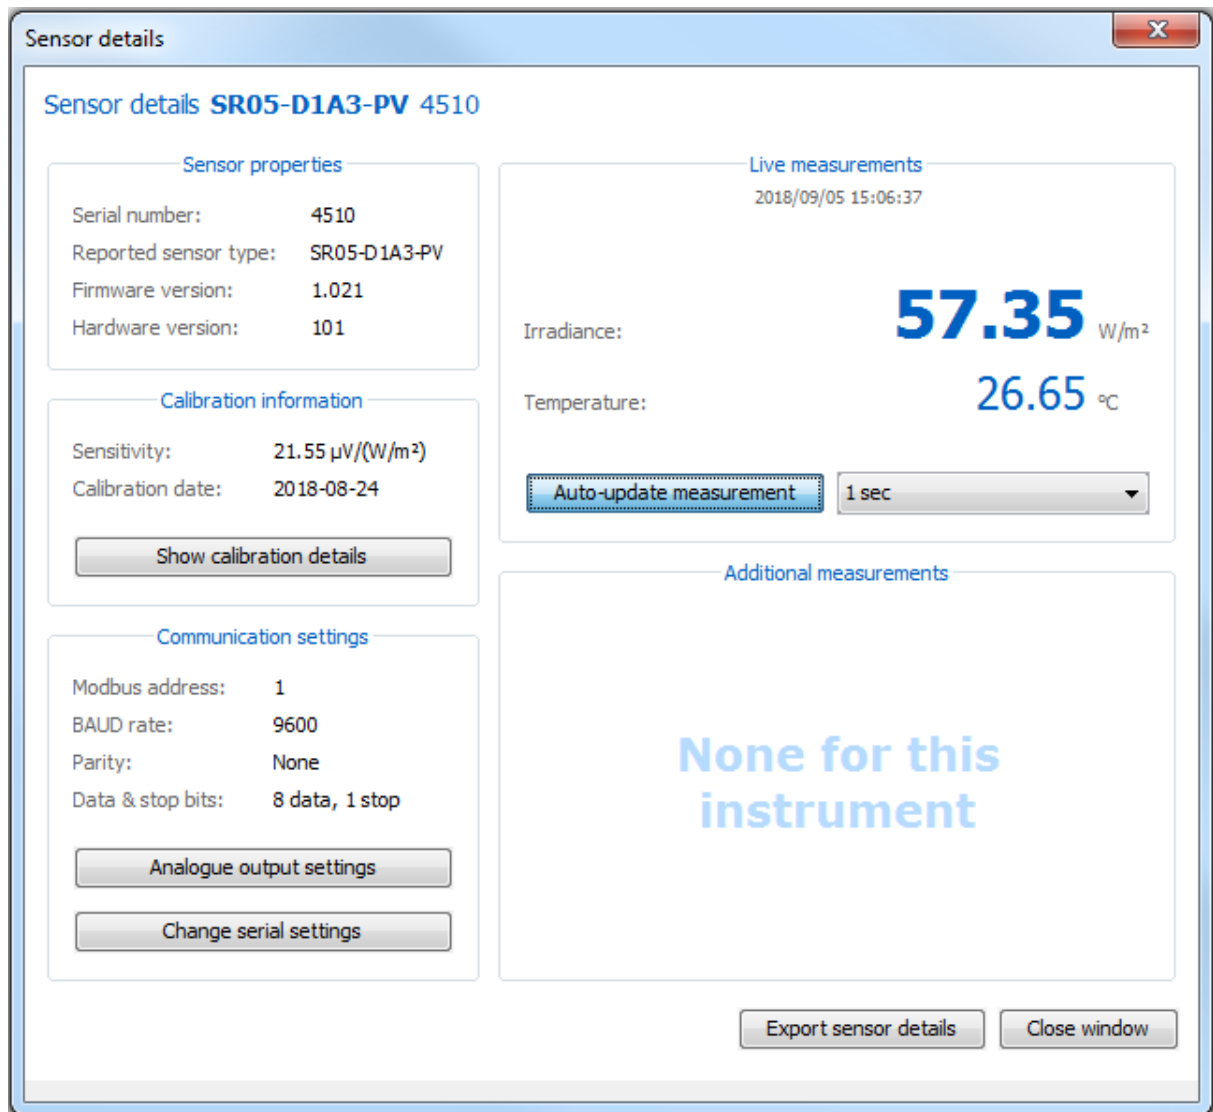 Sensor details
Sensor details SR05-D1A3-PV 4510
Sensor properties
Serial number: 4510
Reported sensor type: SR05-D1A3-PV
Firmware version: 1.021
Hardware version: 101
Calibration information
Sensitivity: 21.55 µV/(W/m²)
Calibration date: 2018-08-24
Show calibration details
Communication settings
Modbus address: 1
BAUD rate: 9600
Parity: None
Data & stop bits: 8 data, 1 stop
Analogue output settings
Change serial settings
Live measurements
2018/09/05 15:06:37
Irradiance: 57.35 W/m²
Temperature: 26.65 °C
Auto-update measurement 1 sec
Additional measurements
None for this
instrument
Export sensor details Close window